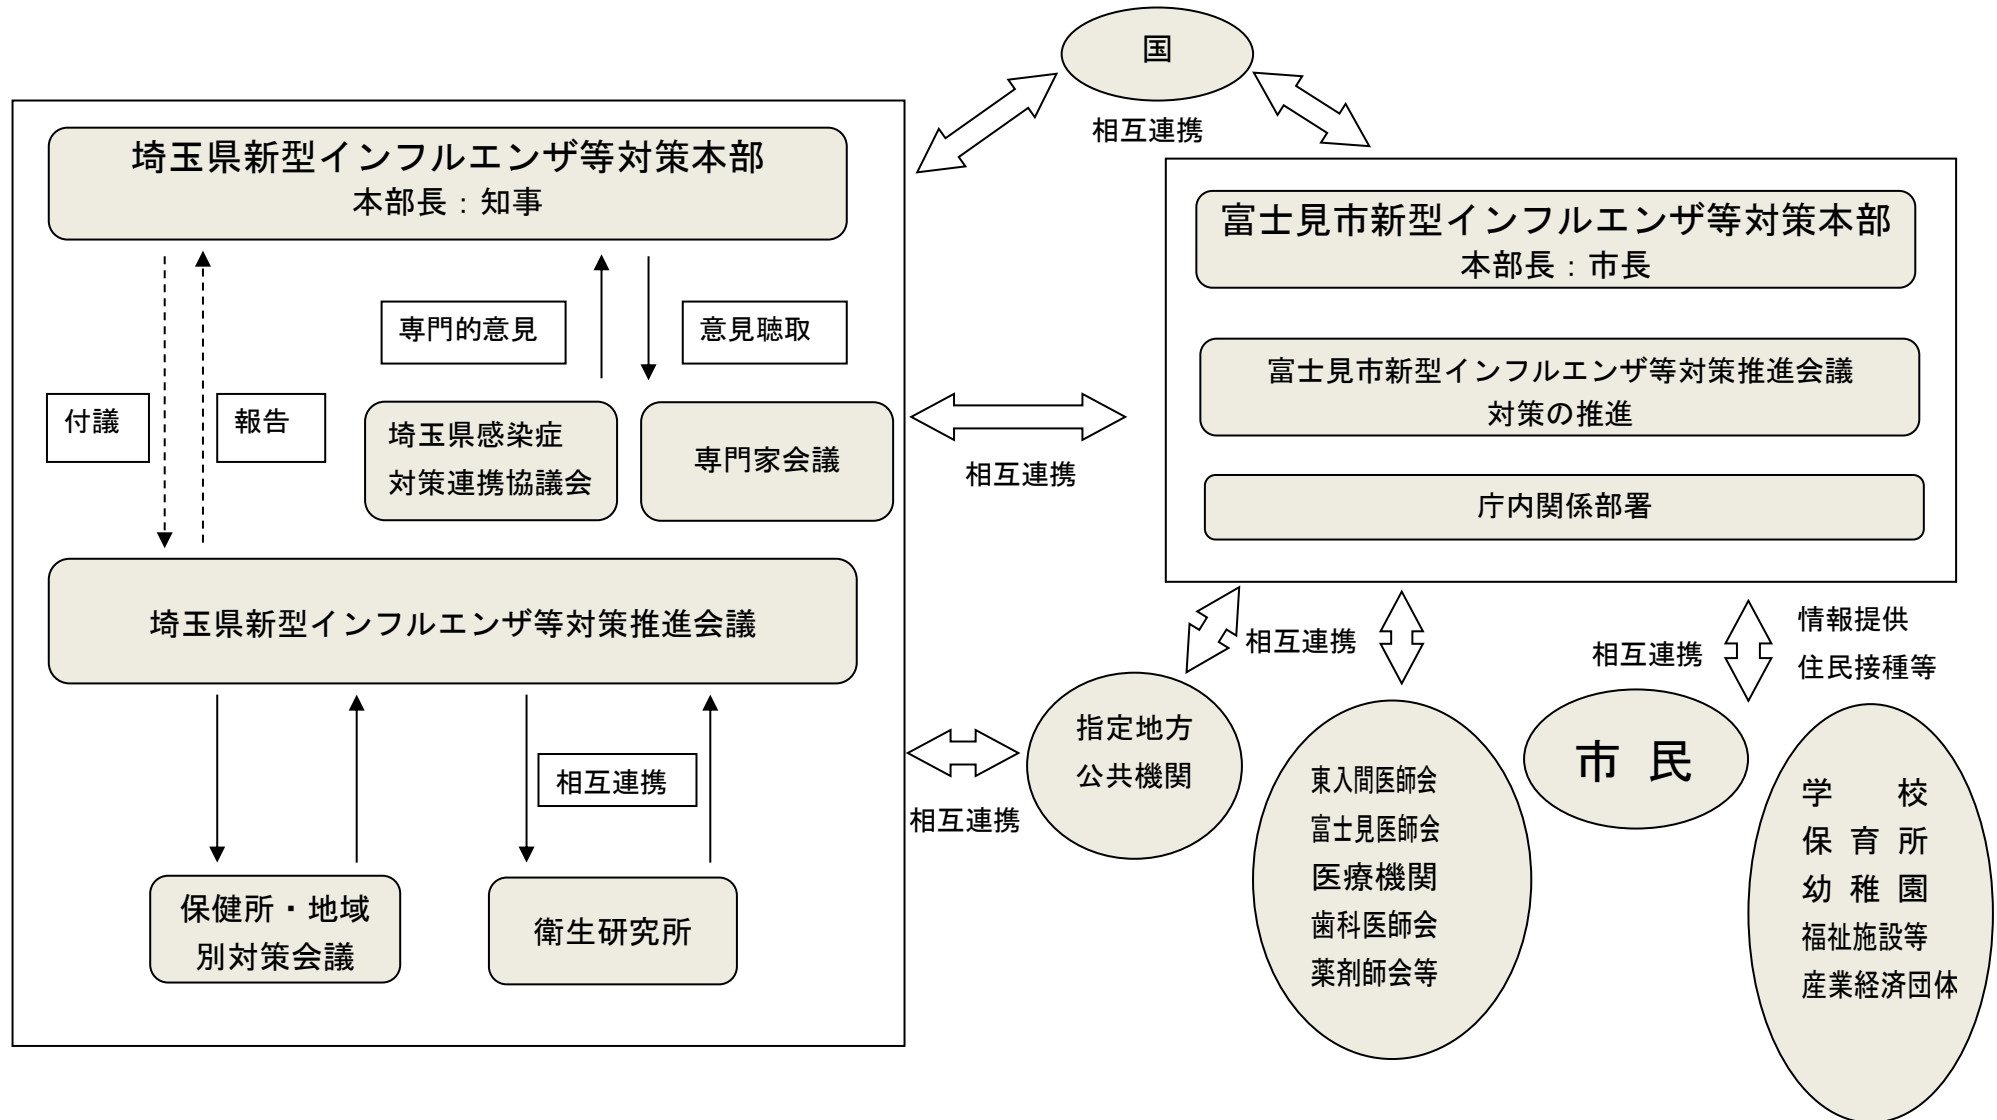 国
相互連携
埼玉県新型インフルエンザ等対策本部
本部長：知事
付議
報告
専門的意見
意見聴取
埼玉県感染症
対策連携協議会
専門家会議
埼玉県新型インフルエンザ等対策推進会議
相互連携
保健所・地域
別対策会議
衛生研究所
相互連携
富士見市新型インフルエンザ等対策本部
本部長：市長
富士見市新型インフルエンザ等対策推進会議
対策の推進
庁内関係部署
相互連携
相互連携
相互連携
情報提供
住民接種等
指定地方
公共機関
東入間医師会
富士見医師会
医療機関
歯科医師会
薬剤師会等
市 民
学 校
保 育 所
幼 稚 園
福祉施設等
産業経済団体